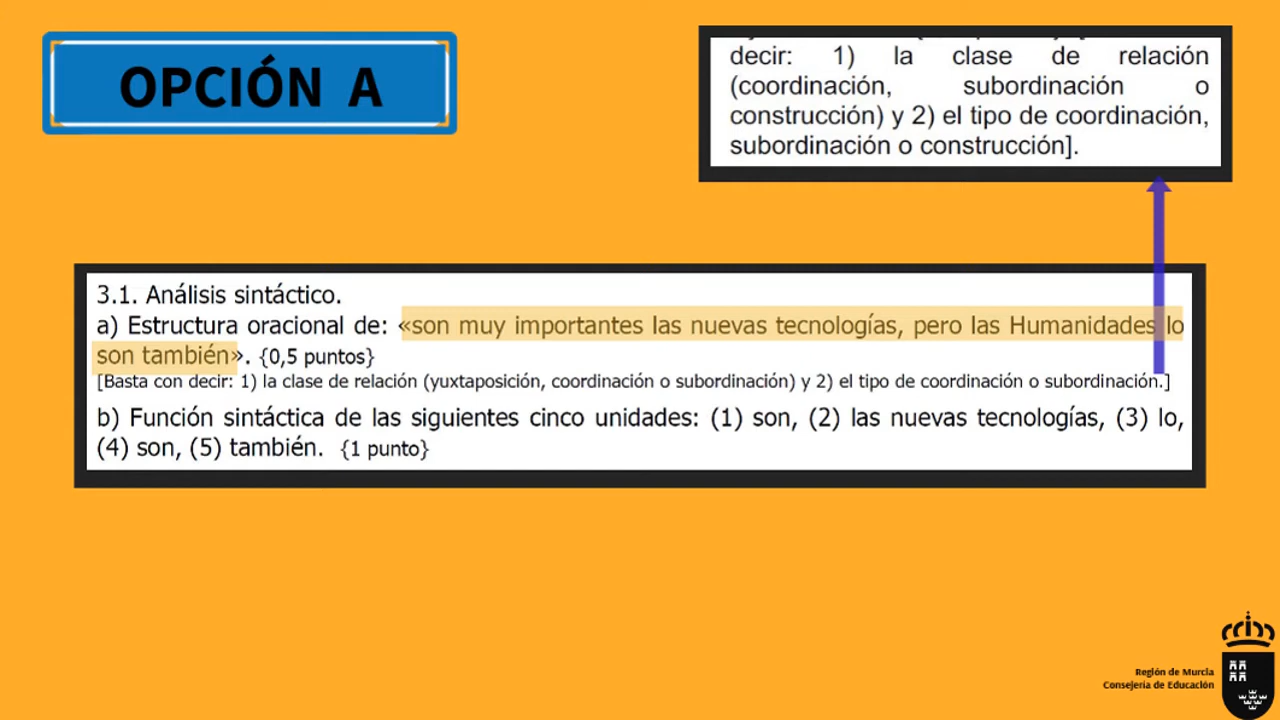 OPCIÓN A
decir: 1) la clase de relación
(coordinación, subordinación o
construcción) y 2) el tipo de coordinación,
subordinación o construcción].
3.1. Análisis sintáctico.
a) Estructura oracional de: «son muy importantes las nuevas tecnologías, pero las Humanidades lo
son también». {0,5 puntos}
[Basta con decir: 1) la clase de relación (yuxtaposición, coordinación o subordinación) y 2) el tipo de coordinación o subordinación.]
b) Función sintáctica de las siguientes cinco unidades: (1) son, (2) las nuevas tecnologías, (3) lo,
(4) son, (5) también. {1 punto}
Región de Murcia
Consejería de Educación